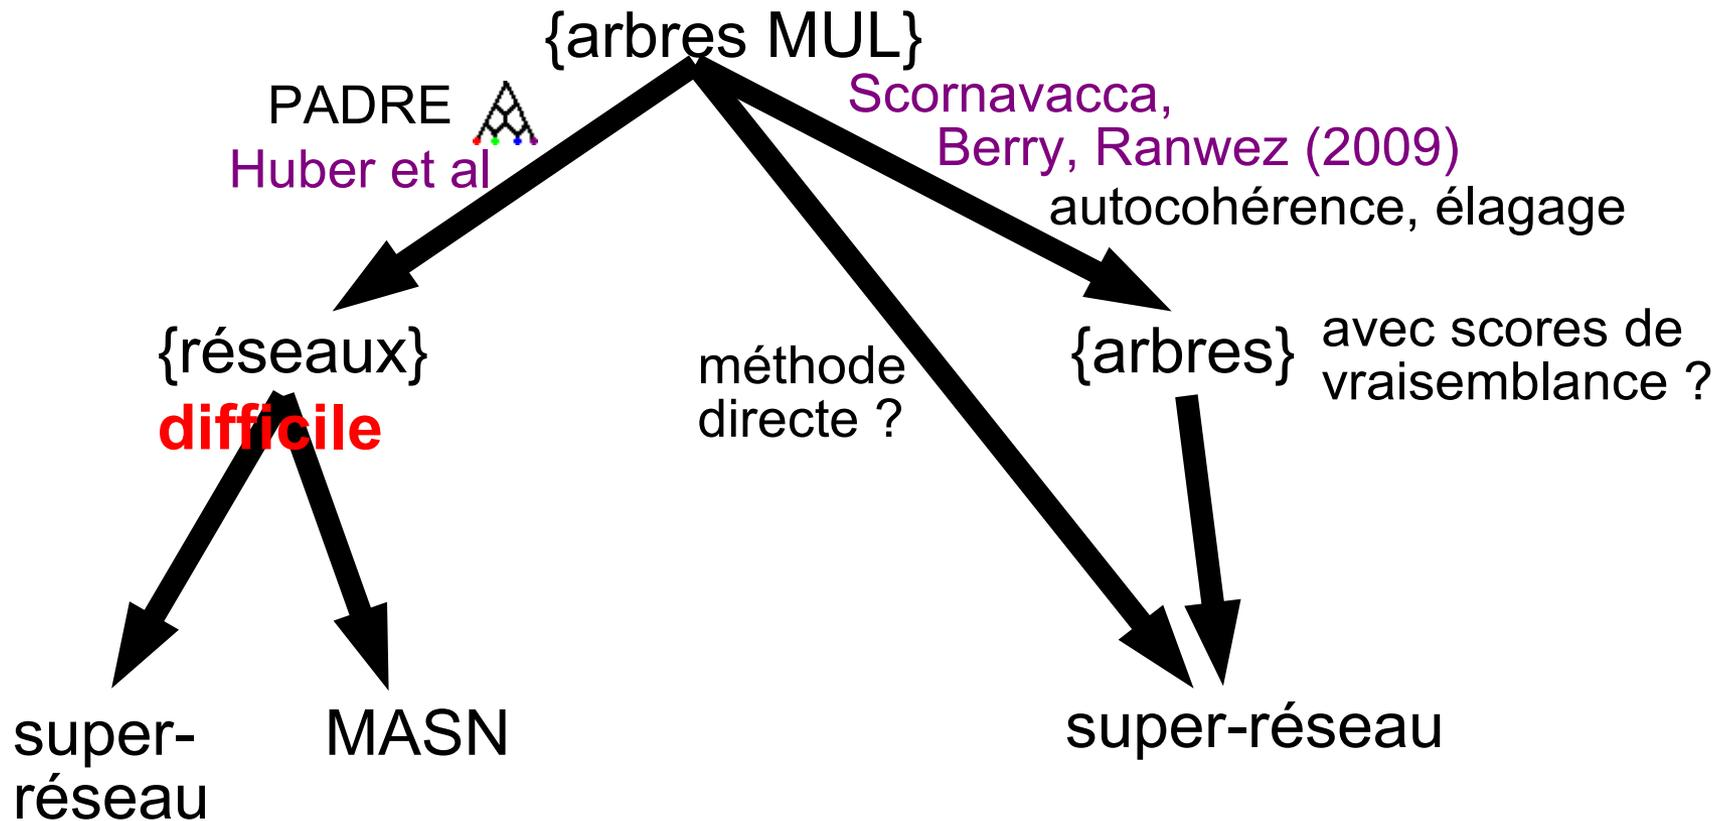 {arbres MUL}
PADRE
Huber et al
Scornavacca,
Berry, Ranwez (2009)
autocohérence, élagage
{réseaux}
difficile
méthode
directe ?
{arbres}
avec scores de
vraisemblance ?
super-
réseau
MASN
super-réseau